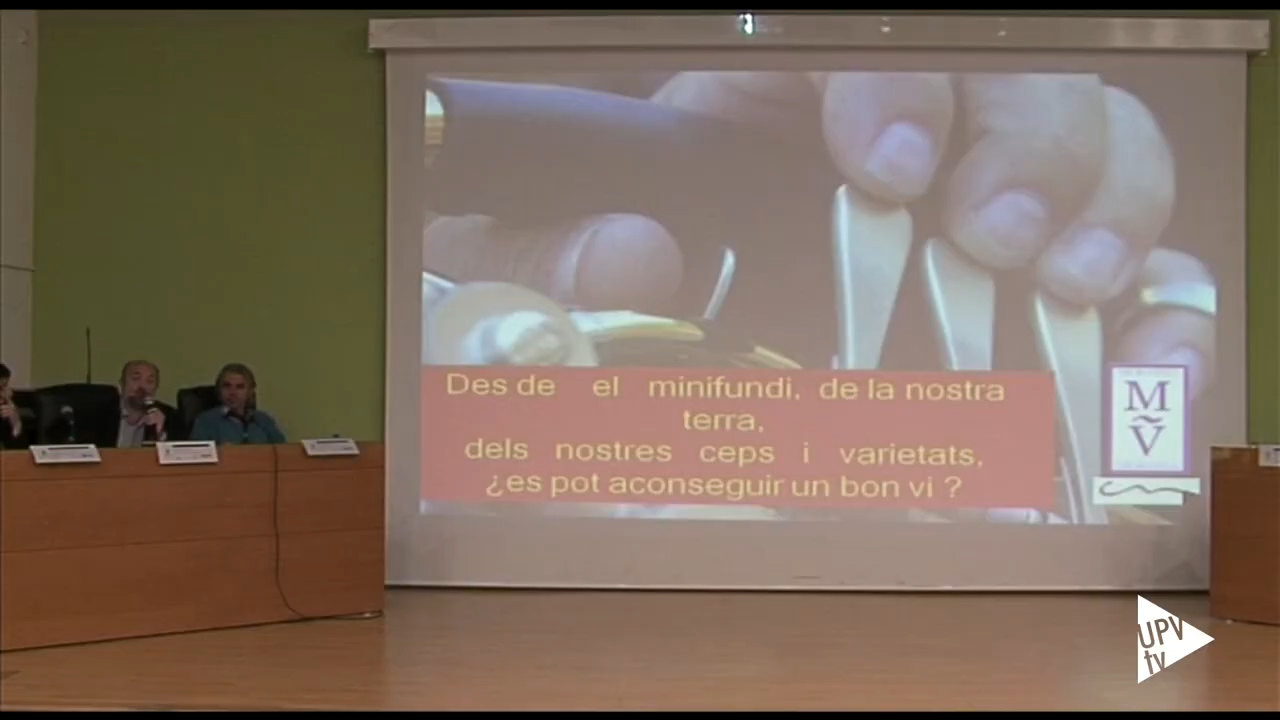 Des de el minifundi, de la nostra
terra,
dels nostres ceps i varietats,
¿es pot aconseguir un bon vi ?
M
~
V
UPV
tv